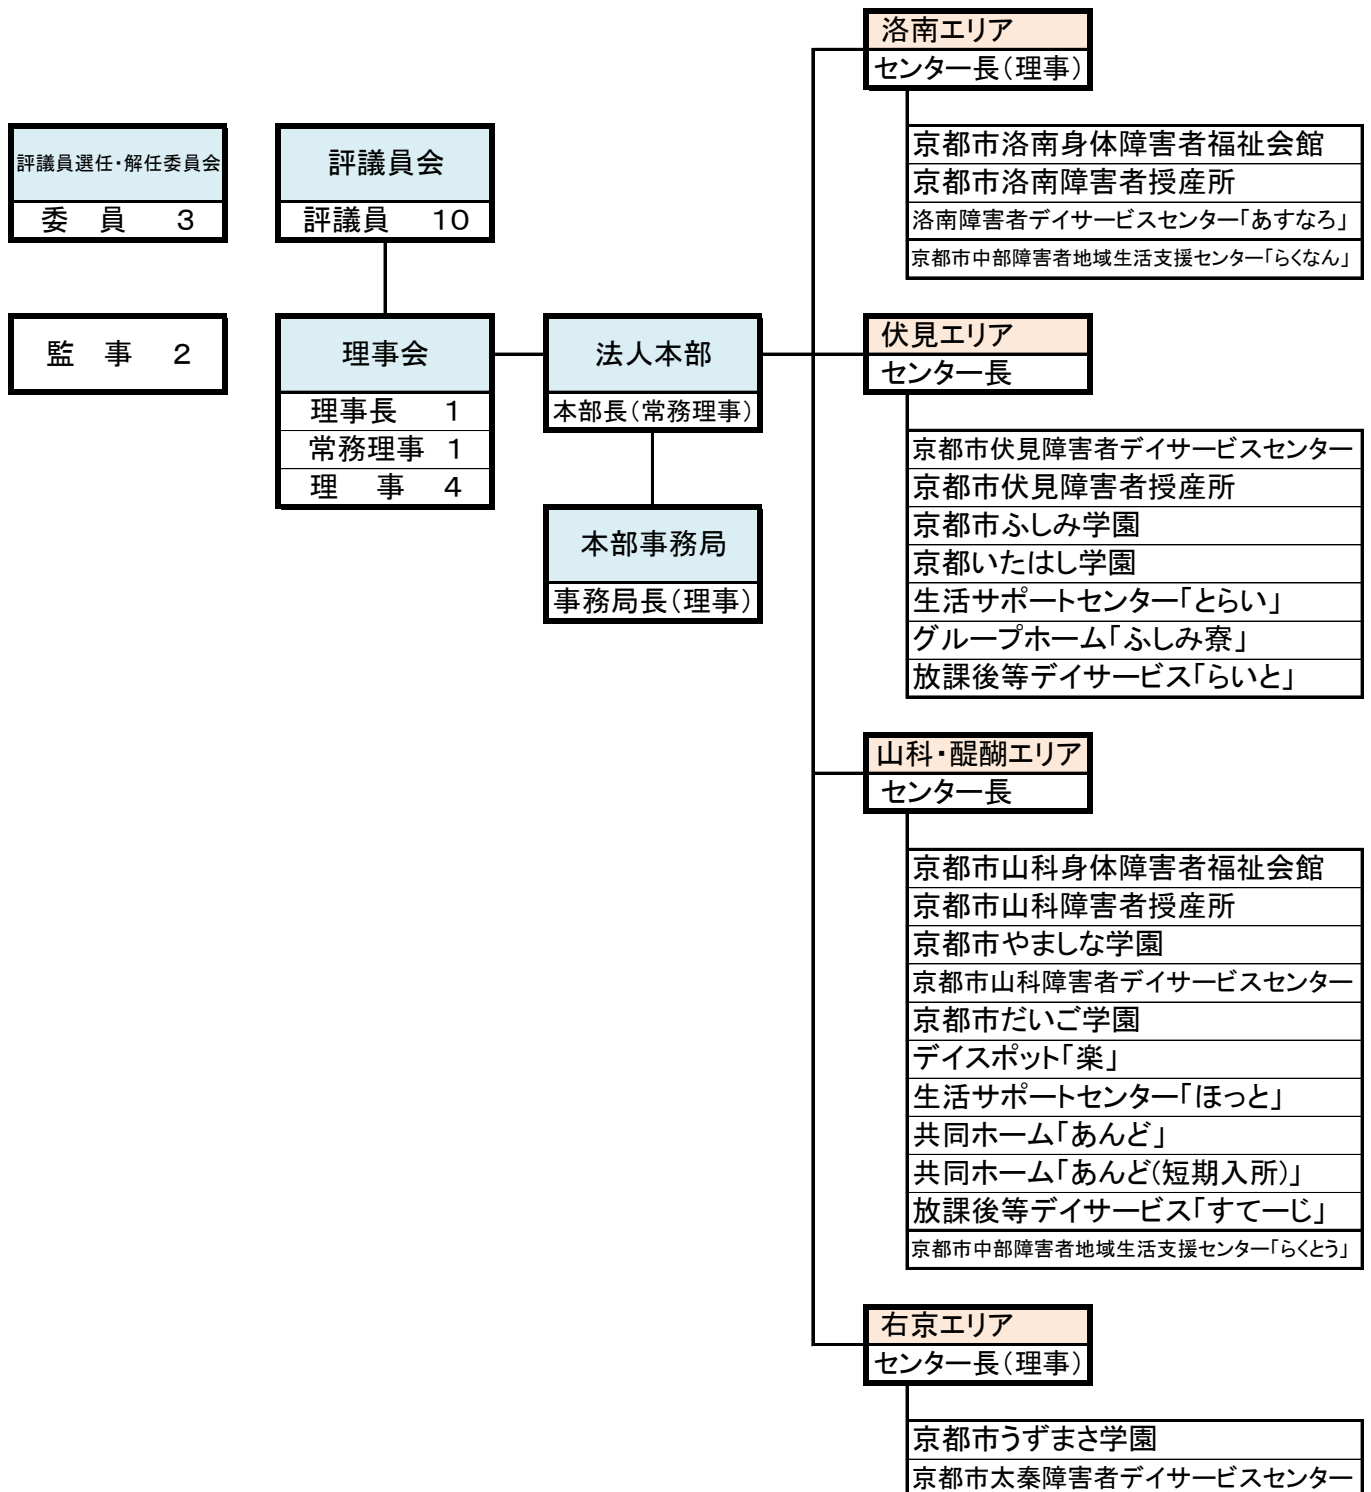 評議員選任・解任委員会
委　員　3
評議員会
評議員　10
監　事　2
理事会
理事長　1
常務理事　1
理　事　4
法人本部
本部長（常務理事）
本部事務局
事務局長（理事）
洛南エリア
センター長（理事）
京都市洛南身体障害者福祉会館
京都市洛南障害者授産所
洛南障害者デイサービスセンター「あすなろ」
京都市中部障害者地域生活支援センター「らくなん」
伏見エリア
センター長
京都市伏見障害者デイサービスセンター
京都市伏見障害者授産所
京都市ふしみ学園
京都いたはし学園
生活サポートセンター「とらい」
グループホーム「ふしみ寮」
放課後等デイサービス「らいと」
山科・醍醐エリア
センター長
京都市山科身体障害者福祉会館
京都市山科障害者授産所
京都市やましな学園
京都市山科障害者デイサービスセンター
京都市だいご学園
デイスポット「楽」
生活サポートセンター「ほっと」
共同ホーム「あんど」
共同ホーム「あんど(短期入所)」
放課後等デイサービス「すてーじ」
京都市中部障害者地域生活支援センター「らくとう」
右京エリア
センター長（理事）
京都市うずまさ学園
京都市太秦障害者デイサービスセンター